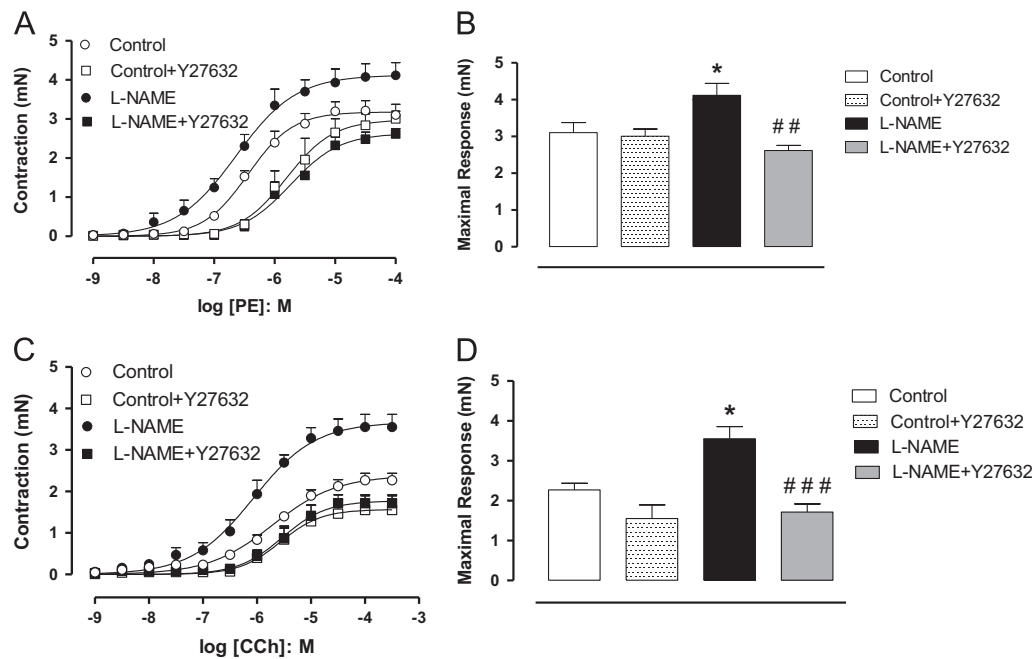 A
Contraction (mN)
5
4
3
2
1
0
Control
Control+Y27632
L-NAME
L-NAME+Y27632
-9 -8 -7 -6 -5 -4
log [PE]: M
B
Maximal Response (mN)
5
4
3
2
1
0
*
##
Control
Control+Y27632
L-NAME
L-NAME+Y27632
C
Contraction (mN)
5
4
3
2
1
0
Control
Control+Y27632
L-NAME
L-NAME+Y27632
-9 -8 -7 -6 -5 -4 -3
log [CCh]: M
D
Maximal Response (mN)
5
4
3
2
1
0
*
###
Control
Control+Y27632
L-NAME
L-NAME+Y27632